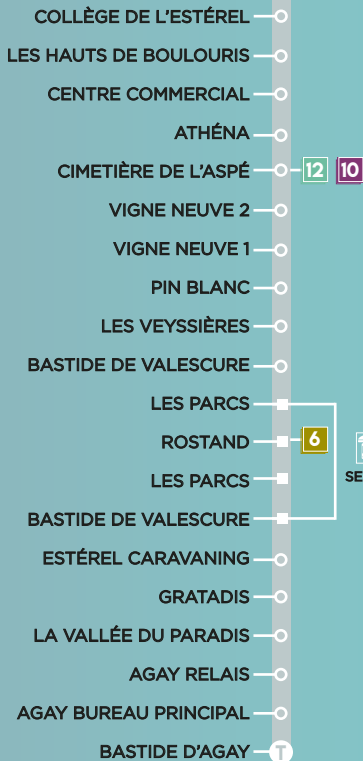 COLLÈGE DE L'ESTÉREL
LES HAUTS DE BOULOURIS
CENTRE COMMERCIAL
ATHÉNA
CIMETIÈRE DE L'ASPÉ 12 10
VIGNE NEUVE 2
VIGNE NEUVE 1
PIN BLANC
LES VEYSSIÈRES
BASTIDE DE VALESCURE
LES PARCS
ROSTAND 6
LES PARCS
SE
BASTIDE DE VALESCURE
ESTÉREL CARAVANING
GRATADIS
LA VALLÉE DU PARADIS
AGAY RELAIS
AGAY BUREAU PRINCIPAL
BASTIDE D'AGAY T